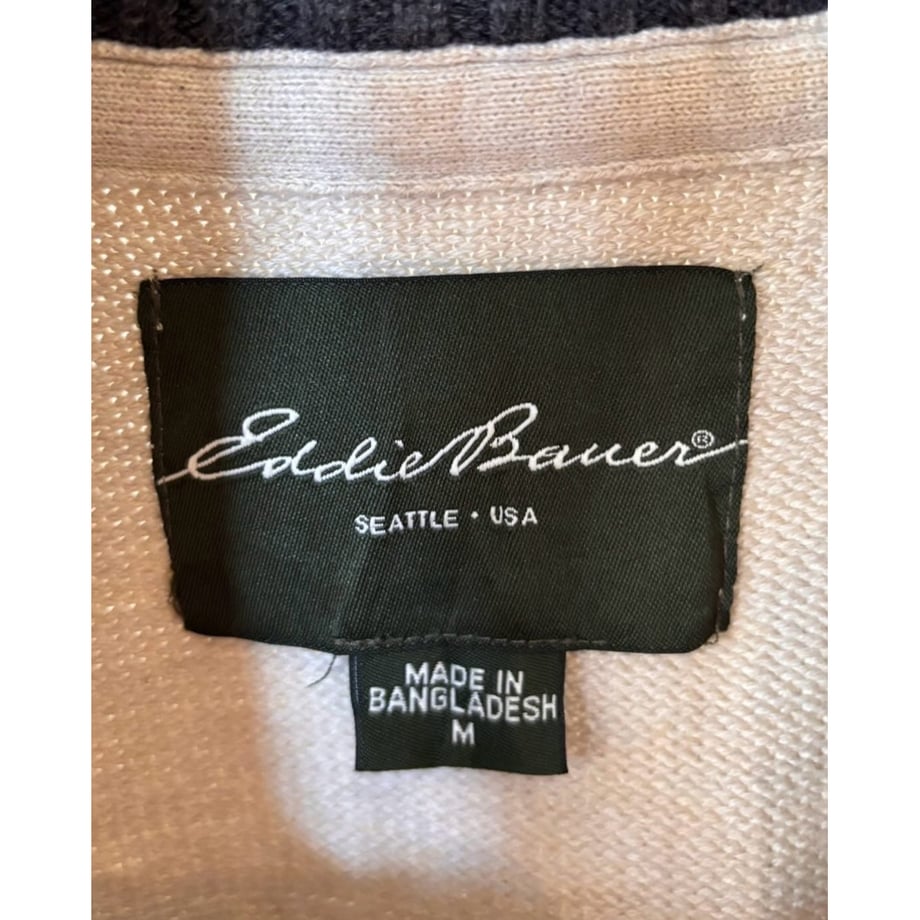 Eddie Bauer®
SEATTLE • USA
MADE IN
BANGLADESH
M